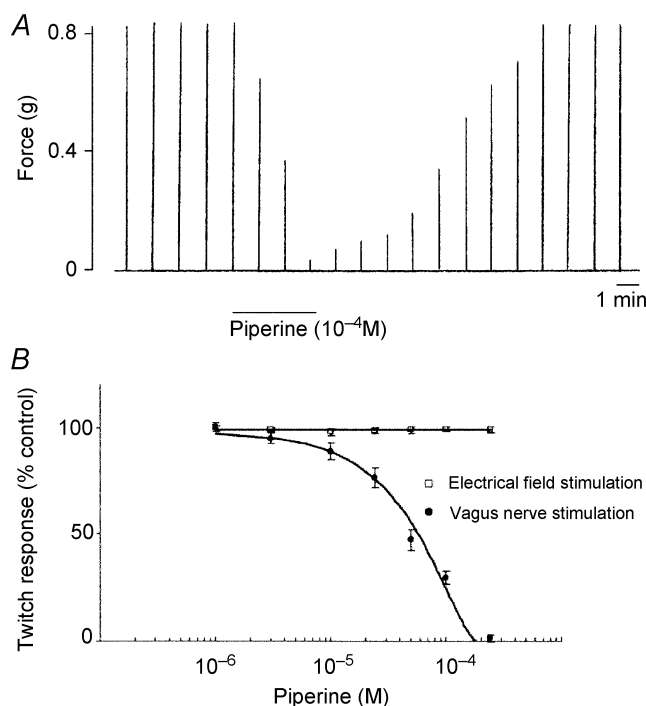 A
0.8
Force (g)
0.4
0
1 min
Piperine (10⁻⁴M)
B
Twitch response (% control)
100
50
0
Electrical field stimulation
Vagus nerve stimulation
10⁻⁶
10⁻⁵
10⁻⁴
Piperine (M)